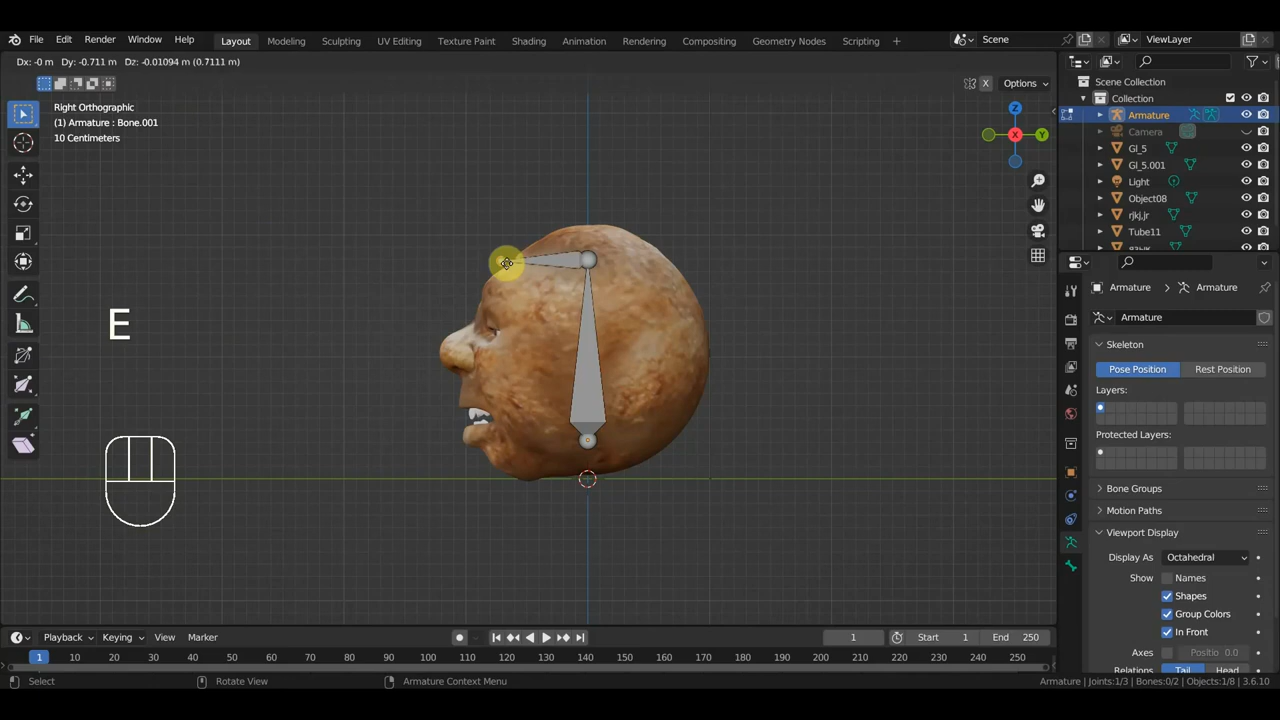 File Edit Render Window Help Layout Modeling Sculpting UV Editing Texture Paint Shading Animation Rendering Compositing Geometry Nodes Scripting + Scene ViewLayer
Dx: -0 m Dy: -0.711 m Dz: -0.01094 m (0.7111 m)
X Options
Right Orthographic
(1) Armature : Bone.001
10 Centimeters
Z
X
Y
E
Scene Collection
Collection
Armature
Camera
Gl_5
Gl_5.001
Light
Object08
rjkj,jr
Tube11
язык
Armature Armature
Armature
Skeleton
Pose Position Rest Position
Layers:
Protected Layers:
Bone Groups
Motion Paths
Viewport Display
Display As Octahedral
Show Names
Shapes
Group Colors
In Front
Axes Positio 0.0
Relations Tail Head
Playback Keying View Marker 1 Start 1 End 250
1 10 20 30 40 50 60 70 80 90 100 110 120 130 140 150 160 170 180 190 200 210 220 230 240 250
Select Rotate View Armature Context Menu Armature | Joints:1/3 | Bones:0/2 | Objects:1/8 | 3.6.10